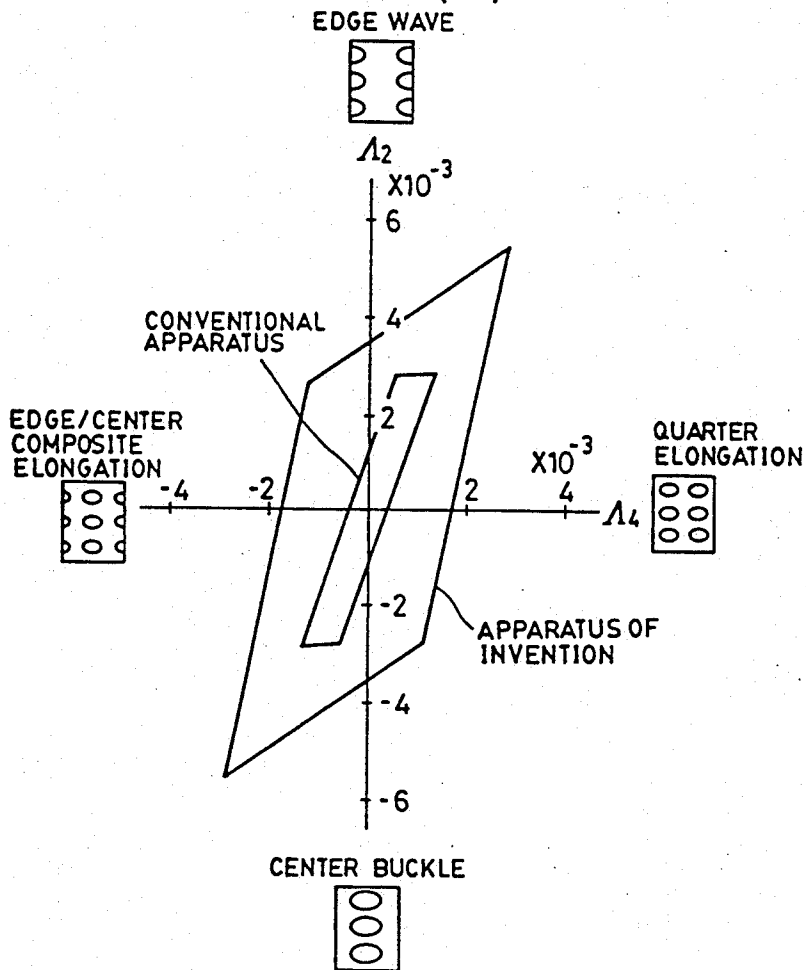 EDGE WAVE
Λ2
X10-3
6
4
CONVENTIONAL
APPARATUS
2
EDGE/CENTER
COMPOSITE
ELONGATION
QUARTER
ELONGATION
X10-3
-4
-2
2
4
Λ4
-2
APPARATUS OF
INVENTION
-4
-6
CENTER BUCKLE